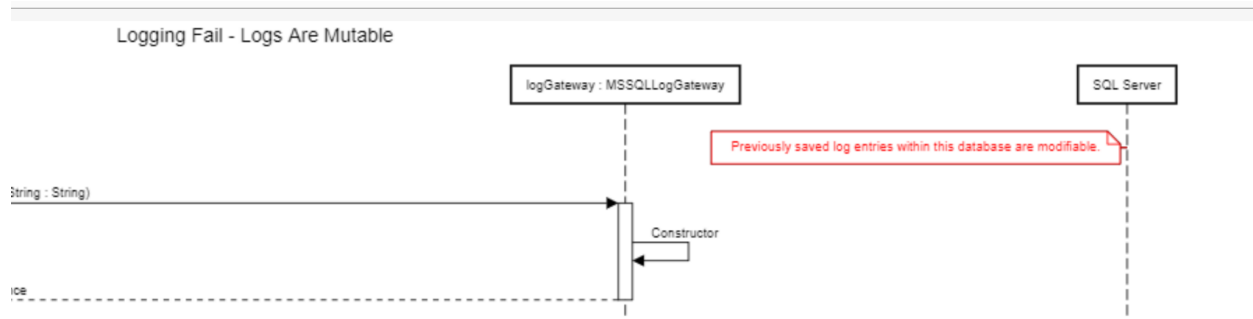 Logging Fail - Logs Are Mutable
logGateway : MSSQLLogGateway
SQL Server
Previously saved log entries within this database are modifiable.
String : String)
Constructor